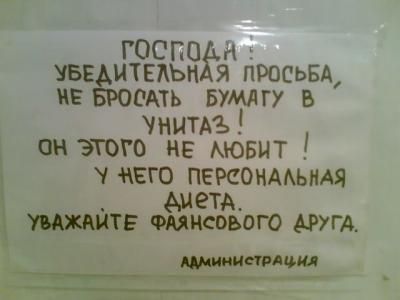 ГОСПОДА!
УБЕДИТЕЛЬНАЯ ПРОСЬБА,
НЕ БРОСАТЬ БУМАГУ В
УНИТАЗ!
ОН ЭТОГО НЕ ЛЮБИТ!
У НЕГО ПЕРСОНАЛЬНАЯ
ДИЕТА.
УВАЖАЙТЕ ФАЯНСОВОГО ДРУГА.
АДМИНИСТРАЦИЯ